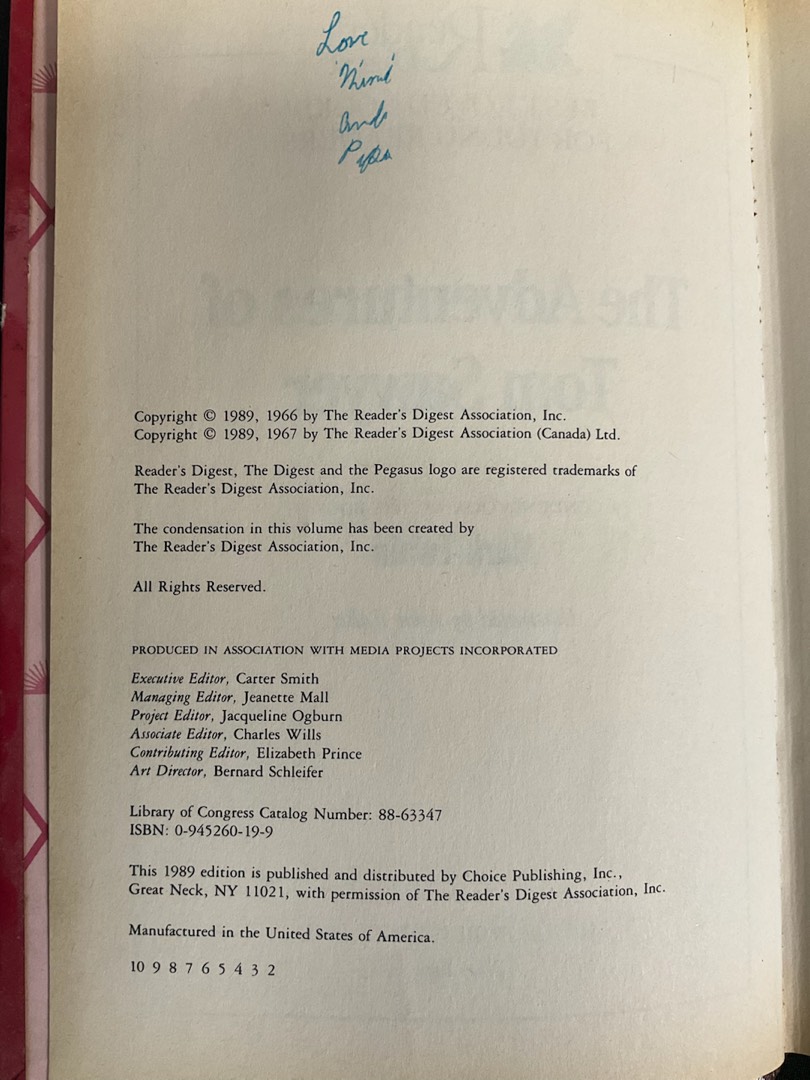 Love
"Mimi"
and
Papa
The Adventures of
Tom Sawyer
Copyright © 1989, 1966 by The Reader's Digest Association, Inc.
Copyright © 1989, 1967 by The Reader's Digest Association (Canada) Ltd.
Reader's Digest, The Digest and the Pegasus logo are registered trademarks of
The Reader's Digest Association, Inc.
The condensation in this volume has been created by
The Reader's Digest Association, Inc.
All Rights Reserved.
PRODUCED IN ASSOCIATION WITH MEDIA PROJECTS INCORPORATED
Executive Editor, Carter Smith
Managing Editor, Jeanette Mall
Project Editor, Jacqueline Ogburn
Associate Editor, Charles Wills
Contributing Editor, Elizabeth Prince
Art Director, Bernard Schleifer
Library of Congress Catalog Number: 88-63347
ISBN: 0-945260-19-9
This 1989 edition is published and distributed by Choice Publishing, Inc.,
Great Neck, NY 11021, with permission of The Reader's Digest Association, Inc.
Manufactured in the United States of America.
10 9 8 7 6 5 4 3 2